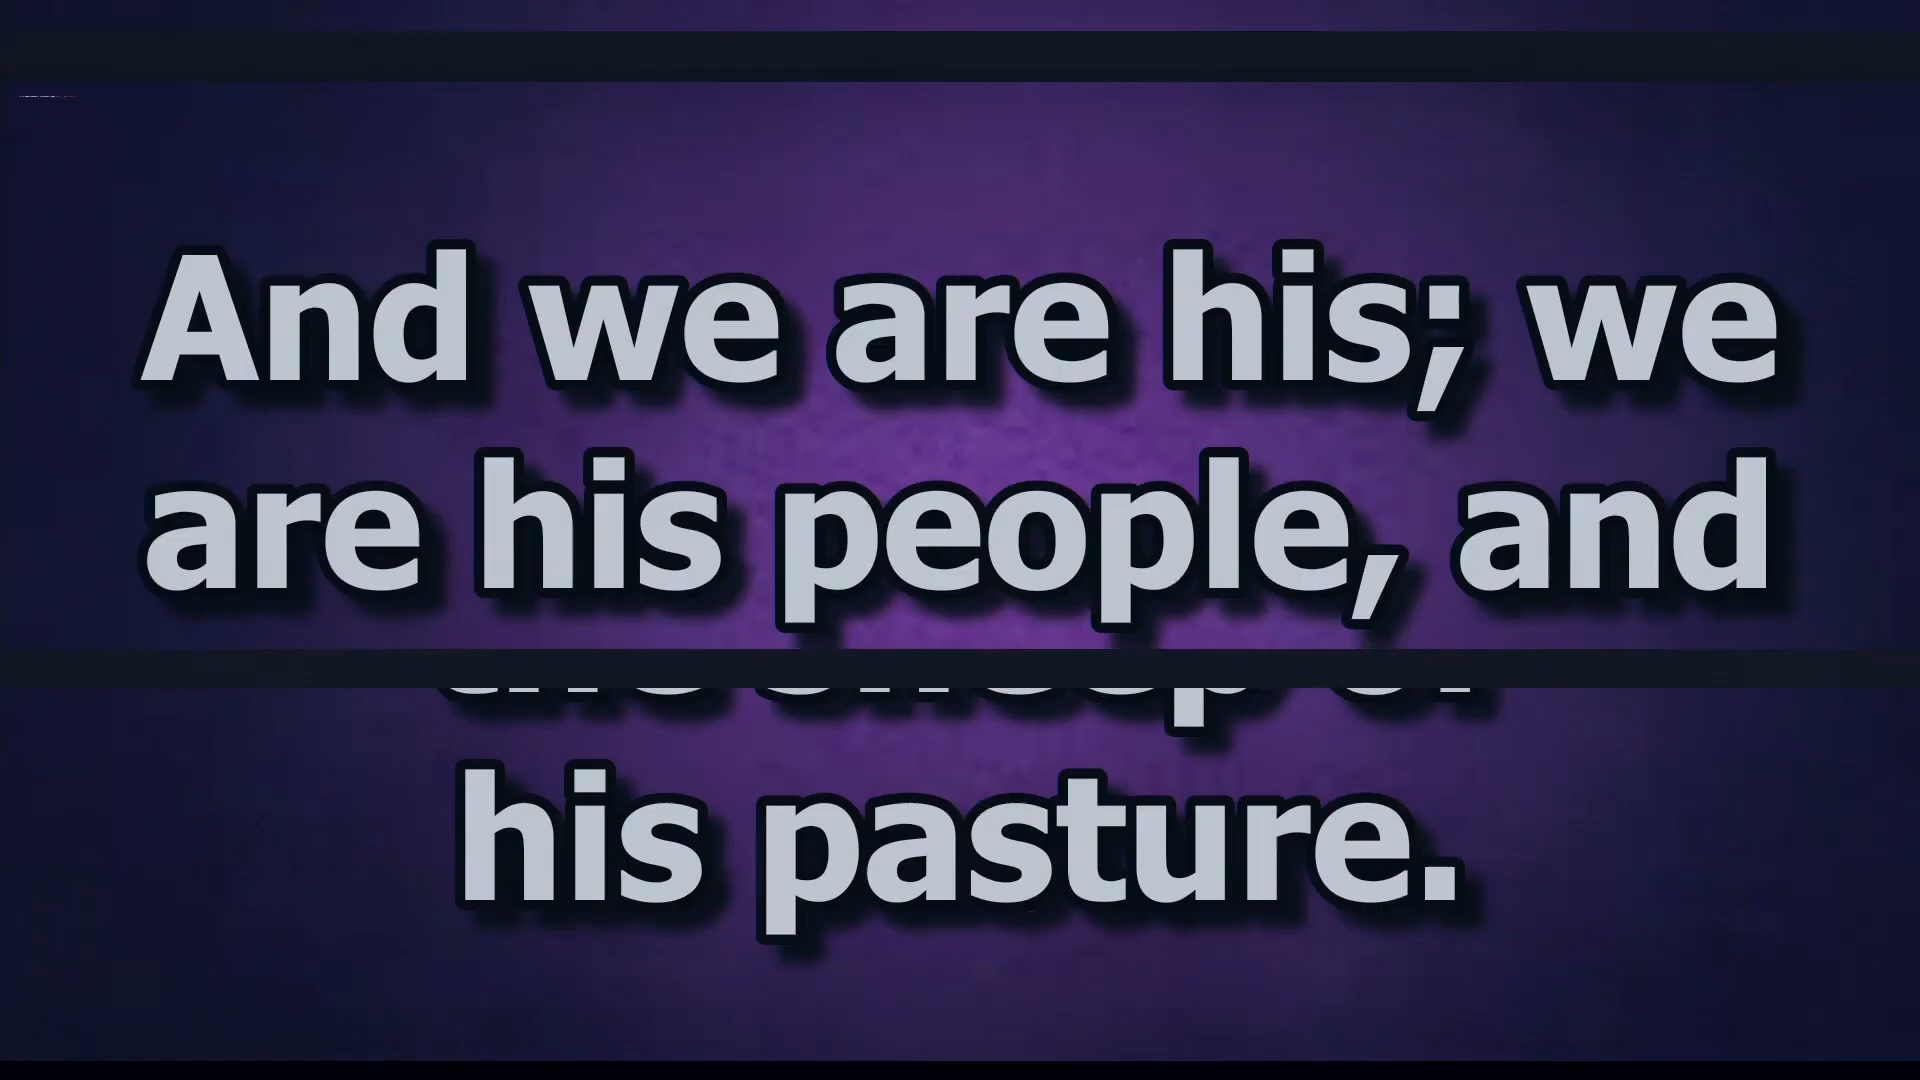 And we are his; we
are his people, and
his pasture.